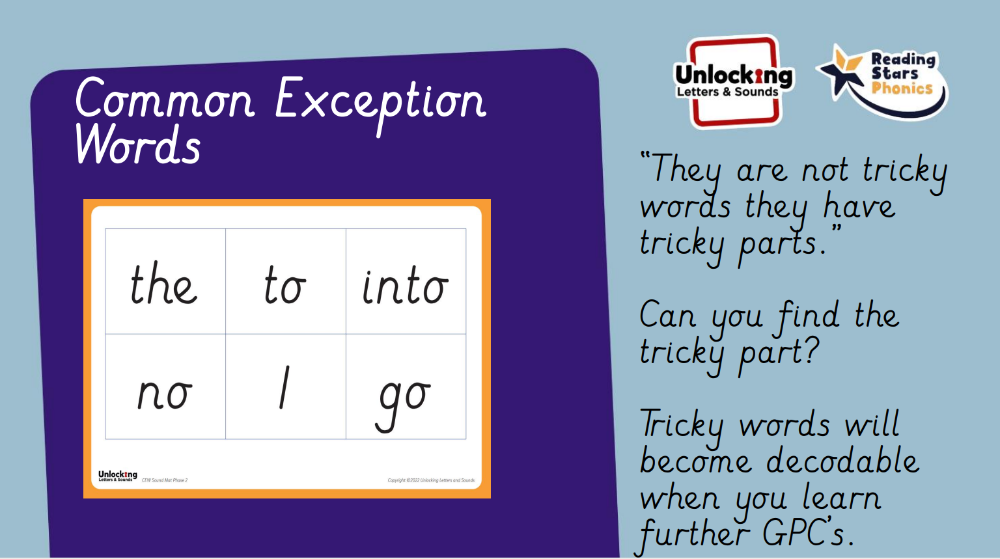 Common Exception
Words
the to into
no I go
Unlocking
Letters & Sounds
CEW Sound Mat Phase 2
Copyright ©2022 Unlocking Letters and Sounds
Unlocking
Letters & Sounds
Reading
Stars
Phonics
“They are not tricky
words they have
tricky parts.”
Can you find the
tricky part?
Tricky words will
become decodable
when you learn
further GPC's.